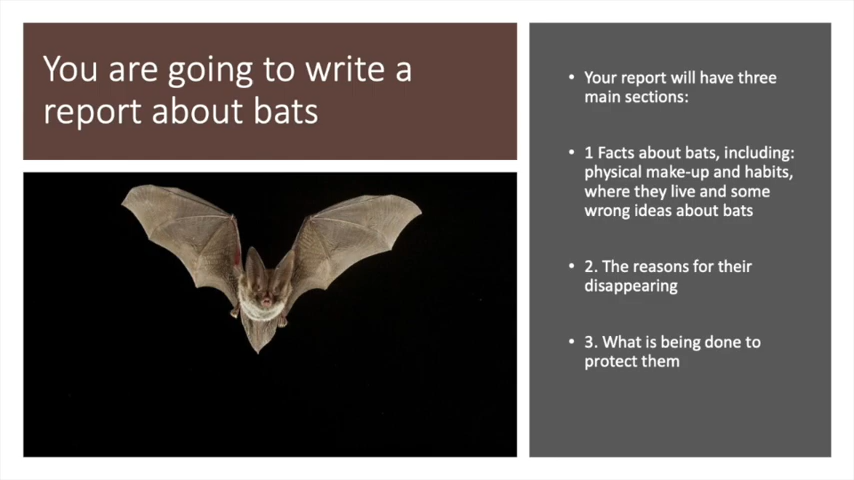 You are going to write a
report about bats
• Your report will have three
main sections:
• 1 Facts about bats, including:
physical make-up and habits,
where they live and some
wrong ideas about bats
• 2. The reasons for their
disappearing
• 3. What is being done to
protect them